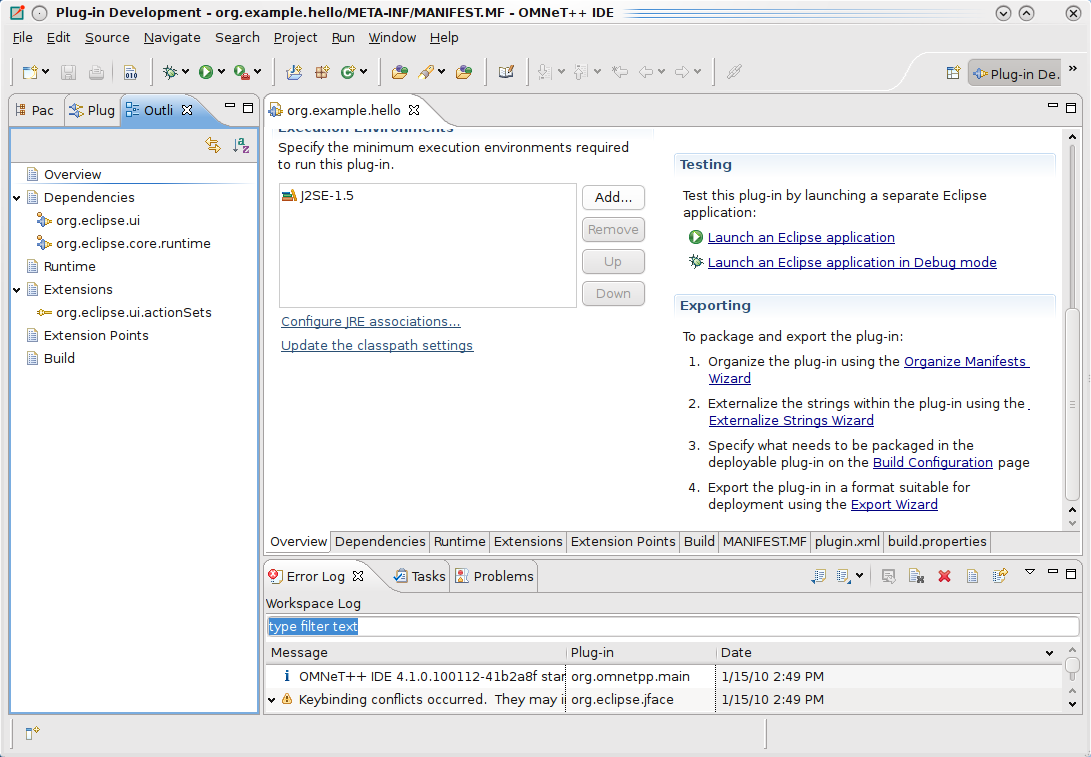 Plug-in Development - org.example.hello/META-INF/MANIFEST.MF - OMNeT++ IDE
File Edit Source Navigate Search Project Run Window Help
010
Plug-in De.
Pac Plug Outli
Overview
Dependencies
org.eclipse.ui
org.eclipse.core.runtime
Runtime
Extensions
org.eclipse.ui.actionSets
Extension Points
Build
org.example.hello
Execution Environments
Specify the minimum execution environments required
to run this plug-in.
J2SE-1.5
Add...
Remove
Up
Down
Configure JRE associations...
Update the classpath settings
Testing
Test this plug-in by launching a separate Eclipse
application:
Launch an Eclipse application
Launch an Eclipse application in Debug mode
Exporting
To package and export the plug-in:
1. Organize the plug-in using the Organize Manifests
Wizard
2. Externalize the strings within the plug-in using the
Externalize Strings Wizard
3. Specify what needs to be packaged in the
deployable plug-in on the Build Configuration page
4. Export the plug-in in a format suitable for
deployment using the Export Wizard
Overview Dependencies Runtime Extensions Extension Points Build MANIFEST.MF plugin.xml build.properties
Error Log Tasks Problems
Workspace Log
type filter text
Message Plug-in Date
OMNeT++ IDE 4.1.0.100112-41b2a8f star org.omnetpp.main 1/15/10 2:49 PM
Keybinding conflicts occurred. They may i org.eclipse.jface 1/15/10 2:49 PM